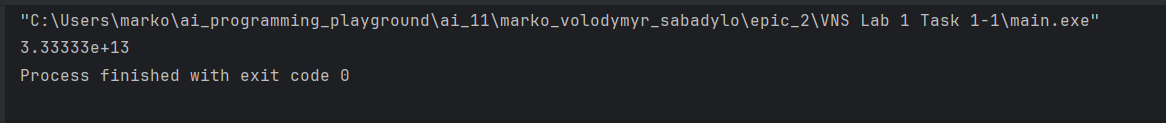 "C:\Users\marko\ai_programming_playground\ai_11\marko_volodymyr_sabadylo\epic_2\VNS Lab 1 Task 1-1\main.exe"
3.33333e+13
Process finished with exit code 0